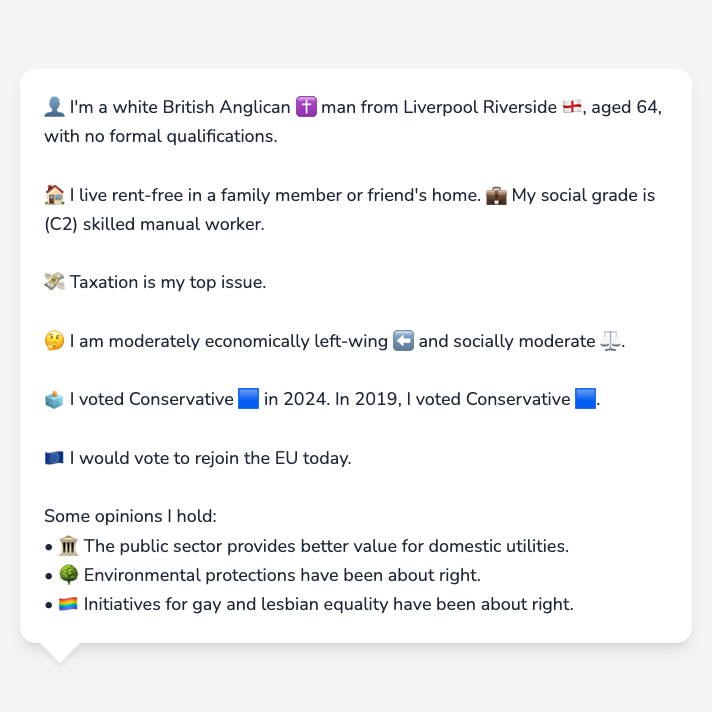 👤 I'm a white British Anglican ✝️ man from Liverpool Riverside 🏴󠁧󠁢󠁥󠁮󠁧󠁿, aged 64,
with no formal qualifications.
🏠 I live rent-free in a family member or friend's home. 💼 My social grade is
(C2) skilled manual worker.
💸 Taxation is my top issue.
🤔 I am moderately economically left-wing ⬅️ and socially moderate ⚖️.
🗳️ I voted Conservative 🟦 in 2024. In 2019, I voted Conservative 🟦.
🇪🇺 I would vote to rejoin the EU today.
Some opinions I hold:
• 🏛️ The public sector provides better value for domestic utilities.
• 🌳 Environmental protections have been about right.
• 🏳️‍🌈 Initiatives for gay and lesbian equality have been about right.